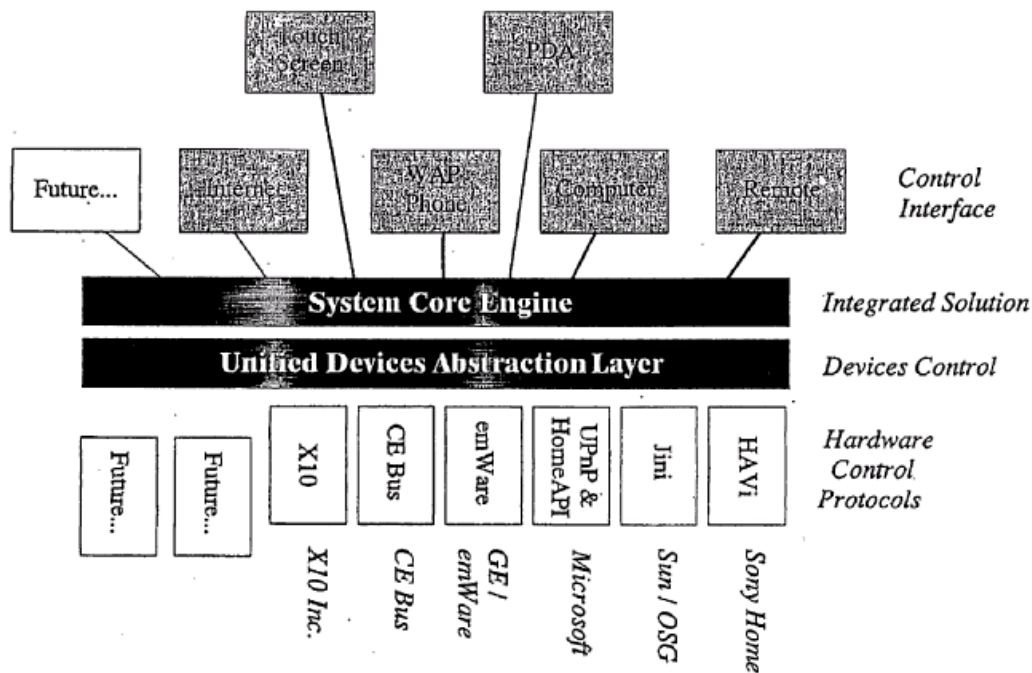 Touch
Screen
PDA
Future...
Internet
WAP
Phone
Computer
Remote
Control
Interface
System Core Engine
Integrated Solution
Unified Devices Abstraction Layer
Devices Control
Future...
Future...
X10
CE Bus
emWare
UPnP &
HomeAPI
Jini
HAVi
Hardware
Control
Protocols
X10 Inc.
CE Bus
GE /
emWare
Microsoft
Sun / OSG
Sony Home